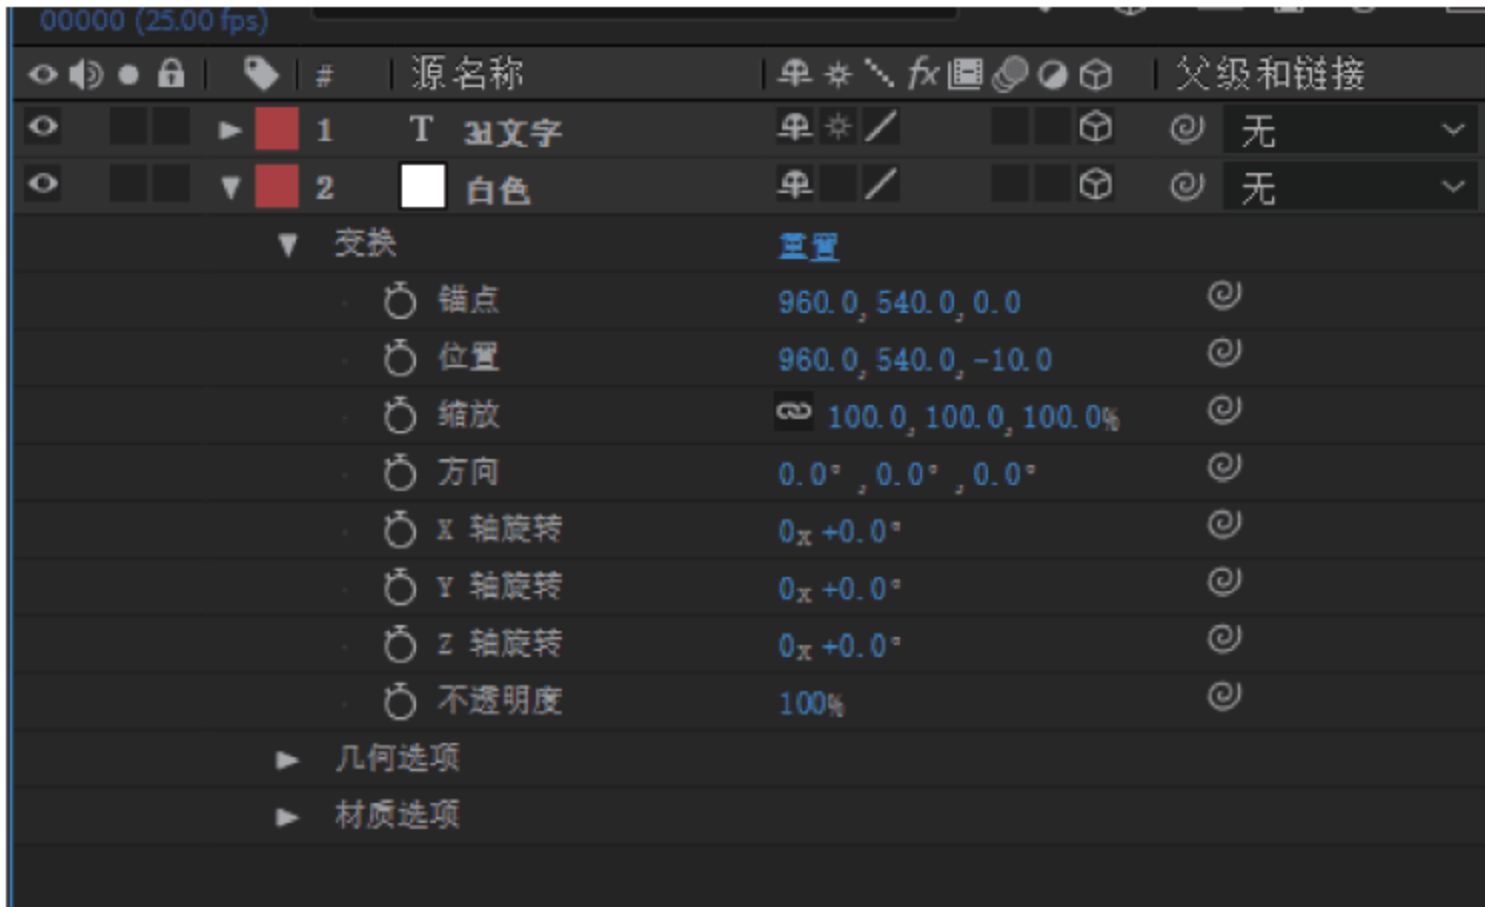 00000 (25.00 fps)
# 源名称 fx 父级和链接
1 T 3d文字 无
2 白色 无
变换 重置
锚点 960.0, 540.0, 0.0
位置 960.0, 540.0, -10.0
缩放 100.0, 100.0, 100.0%
方向 0.0°, 0.0°, 0.0°
X 轴旋转 0x +0.0°
Y 轴旋转 0x +0.0°
Z 轴旋转 0x +0.0°
不透明度 100%
几何选项
材质选项